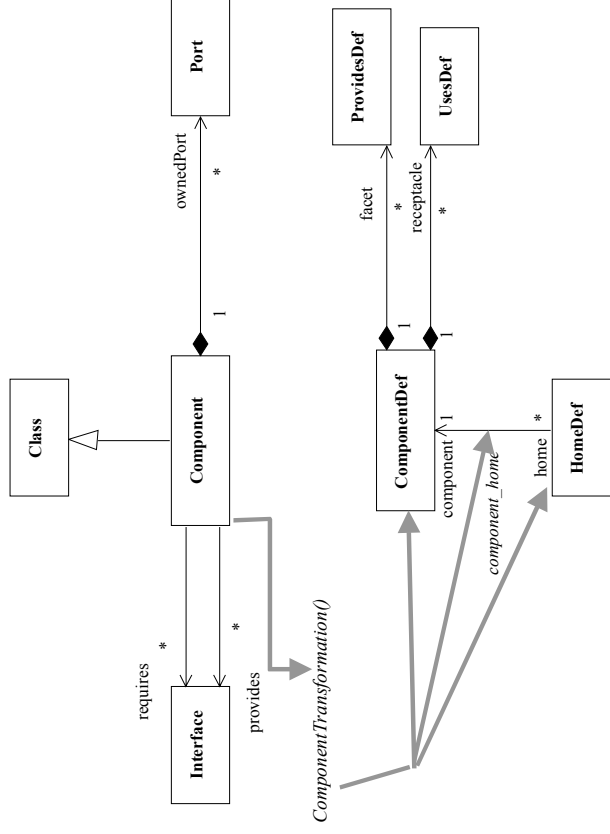 Class
Interface
requires
*
provides
*
Component
1
ownedPort
*
Port
ComponentTransformation()
ComponentDef
1
facet
*
ProvidesDef
1
receptacle
*
UsesDef
component
1
component_home
home
*
HomeDef